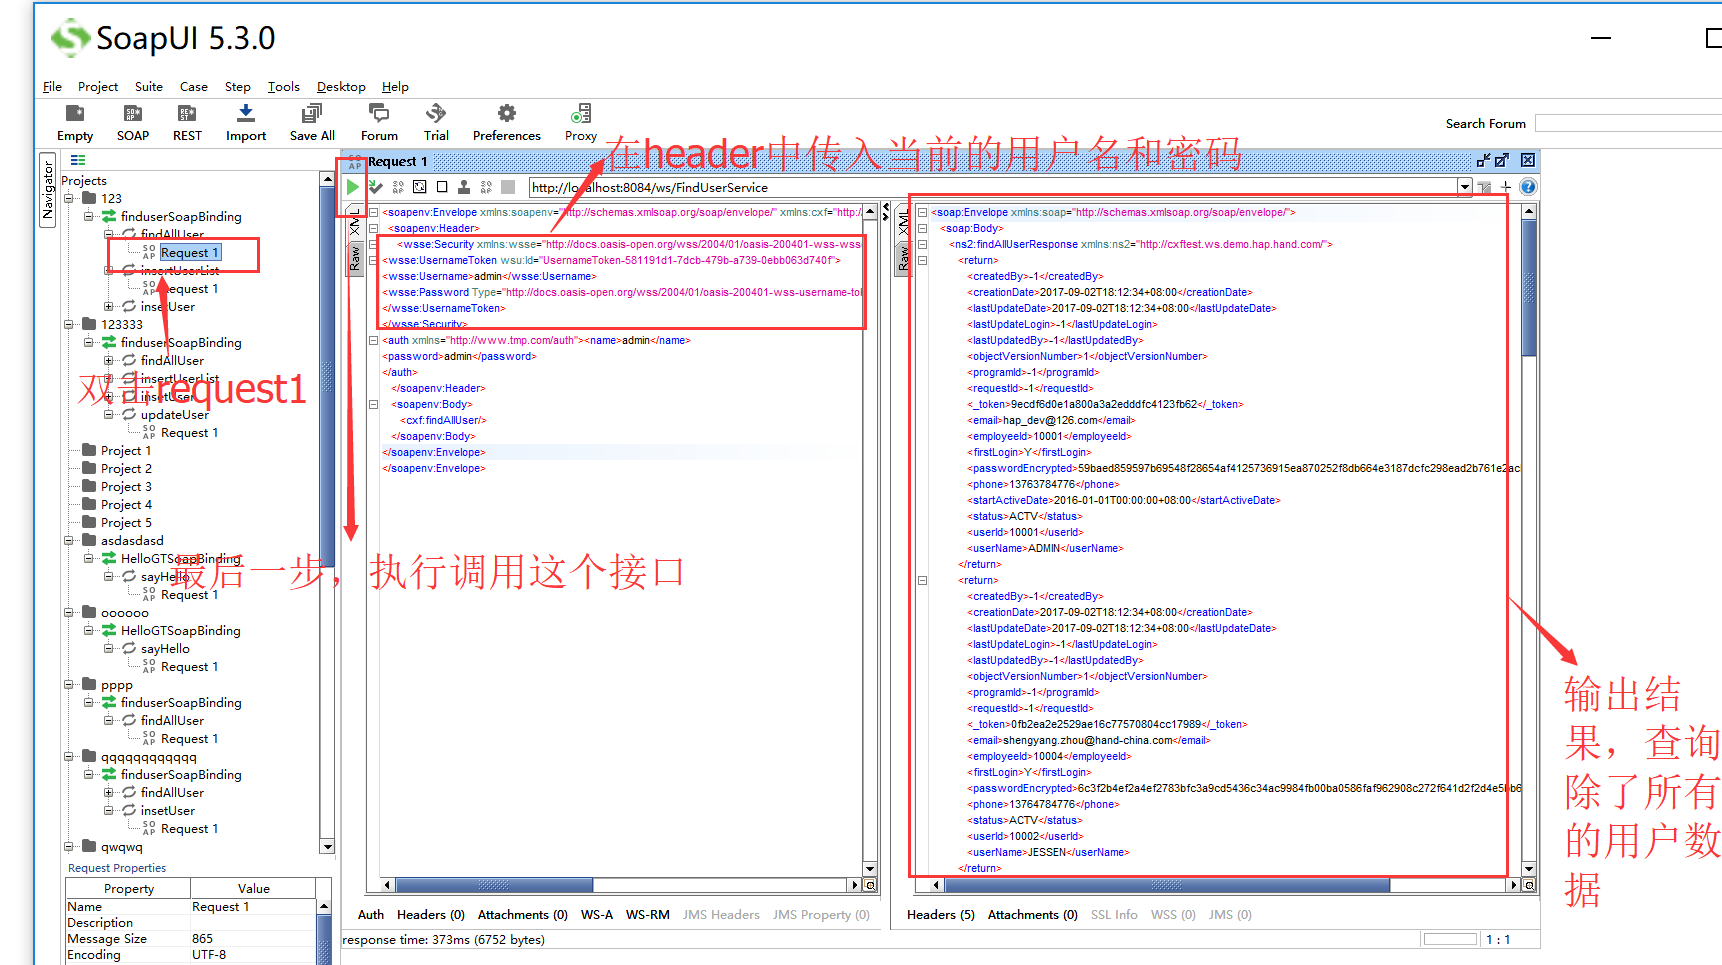 SoapUI 5.3.0
File Project Suite Case Step Tools Desktop Help
Empty SOAP REST Import Save All Forum Trial Preferences Proxy
Search Forum
在header中传入当前的用户名和密码
Navigator
Projects
123
finduserSoapBinding
findAllUser
Request 1
insertUserList
Request 1
insetUser
123333
finduserSoapBinding
findAllUser
insertUserList
insetUser
updateUser
Request 1
双击request1
Project 1
Project 2
Project 3
Project 4
Project 5
asdasdasd
HelloGTSoapBinding
sayHello
Request 1
最后一步，执行调用这个接口
oooooo
HelloGTSoapBinding
sayHello
Request 1
pppp
finduserSoapBinding
findAllUser
Request 1
qqqqqqqqqqqq
finduserSoapBinding
findAllUser
insetUser
Request 1
qwqwq
Request Properties
Property Value
Name Request 1
Description
Message Size 865
Encoding UTF-8
Request 1
http://localhost:8084/ws/FindUserService
XML
Raw
<soapenv:Envelope xmlns:soapenv="http://schemas.xmlsoap.org/soap/envelope/" xmlns:cxf="http:/
<soapenv:Header>
<wsse:Security xmlns:wsse="http://docs.oasis-open.org/wss/2004/01/oasis-200401-wss-wss
<wsse:UsernameToken wsu:Id="UsernameToken-581191d1-7dcb-479b-a739-0ebb063d740f">
<wsse:Username>admin</wsse:Username>
<wsse:Password Type="http://docs.oasis-open.org/wss/2004/01/oasis-200401-wss-username-to
</wsse:UsernameToken>
</wsse:Security>
<auth xmlns="http://www.tmp.com/auth"><name>admin</name>
<password>admin</password>
</auth>
</soapenv:Header>
<soapenv:Body>
<cxf:findAllUser/>
</soapenv:Body>
</soapenv:Envelope>
</soapenv:Envelope>
Auth Headers (0) Attachments (0) WS-A WS-RM JMS Headers JMS Property (0)
response time: 373ms (6752 bytes)
XML
Raw
<soap:Envelope xmlns:soap="http://schemas.xmlsoap.org/soap/envelope/">
<soap:Body>
<ns2:findAllUserResponse xmlns:ns2="http://cxftest.ws.demo.hap.hand.com/">
<return>
<createdBy>-1</createdBy>
<creationDate>2017-09-02T18:12:34+08:00</creationDate>
<lastUpdateDate>2017-09-02T18:12:34+08:00</lastUpdateDate>
<lastUpdateLogin>-1</lastUpdateLogin>
<lastUpdatedBy>-1</lastUpdatedBy>
<objectVersionNumber>1</objectVersionNumber>
<programId>-1</programId>
<requestId>-1</requestId>
<_token>9ecdf6d0e1a800a3a2edddfc4123fb62</_token>
<email>hap_dev@126.com</email>
<employeeId>10001</employeeId>
<firstLogin>Y</firstLogin>
<passwordEncrypted>59baed859597b69548f28654af4125736915ea870252f8db664e3187dcfc298ead2b761e2ac
<phone>13763784776</phone>
<startActiveDate>2016-01-01T00:00:00+08:00</startActiveDate>
<status>ACTV</status>
<userId>10001</userId>
<userName>ADMIN</userName>
</return>
<return>
<createdBy>-1</createdBy>
<creationDate>2017-09-02T18:12:34+08:00</creationDate>
<lastUpdateDate>2017-09-02T18:12:34+08:00</lastUpdateDate>
<lastUpdateLogin>-1</lastUpdateLogin>
<lastUpdatedBy>-1</lastUpdatedBy>
<objectVersionNumber>1</objectVersionNumber>
<programId>-1</programId>
<requestId>-1</requestId>
<_token>0fb2ea2e2529ae16c77570804cc17989</_token>
<email>shengyang.zhou@hand-china.com</email>
<employeeId>10004</employeeId>
<firstLogin>Y</firstLogin>
<passwordEncrypted>6c3f2b4ef2a4ef2783bfc3a9cd5436c34ac9984fb00ba0586faf962908c272f641d2f2d4e5bb6
<phone>13764784776</phone>
<status>ACTV</status>
<userId>10002</userId>
<userName>JESSEN</userName>
</return>
Headers (5) Attachments (0) SSL Info WSS (0) JMS (0)
1 : 1
输出结
果，查询
除了所有
的用户数
据